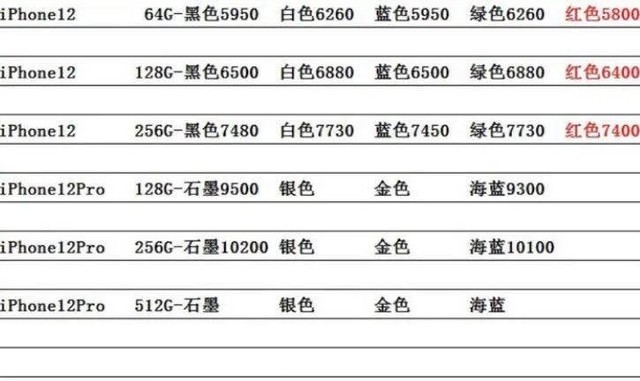 iPhone12 64G-黑色5950 白色6260 蓝色5950 绿色6260 红色5800
iPhone12 128G-黑色6500 白色6880 蓝色6500 绿色6880 红色6400
iPhone12 256G-黑色7480 白色7730 蓝色7450 绿色7730 红色7400
iPhone12Pro 128G-石墨9500 银色 金色 海蓝9300
iPhone12Pro 256G-石墨10200 银色 金色 海蓝10100
iPhone12Pro 512G-石墨 银色 金色 海蓝